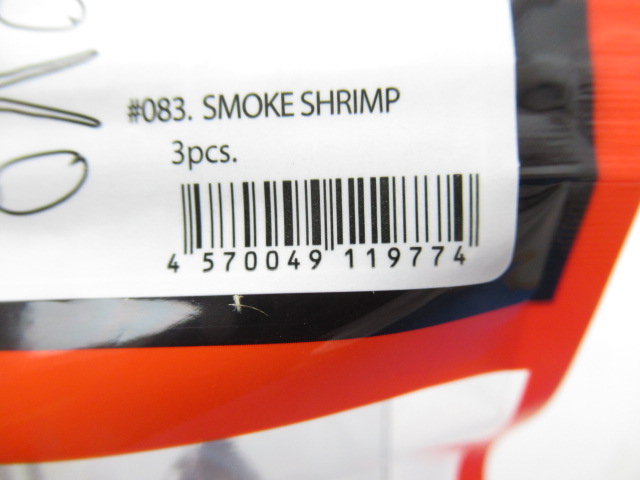 #083. SMOKE SHRIMP
3pcs.
4 570049 119774